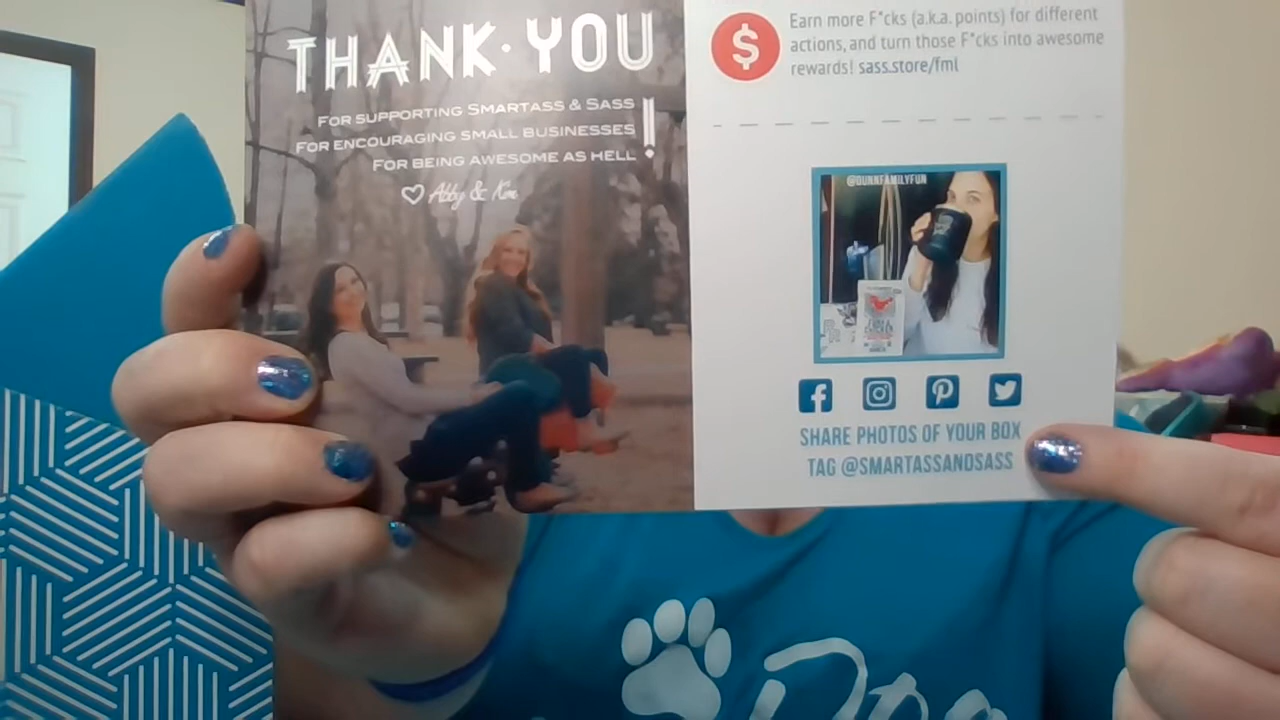 THANK·YOU
FOR SUPPORTING SMARTASS & SASS
FOR ENCOURAGING SMALL BUSINESSES
FOR BEING AWESOME AS HELL!
Abby & Kim
Earn more F*cks (a.k.a. points) for different
actions, and turn those F*cks into awesome
rewards! sass.store/fml
@DUNNFAMILYFUN
SHARE PHOTOS OF YOUR BOX
TAG @SMARTASSANDSASS
Dog